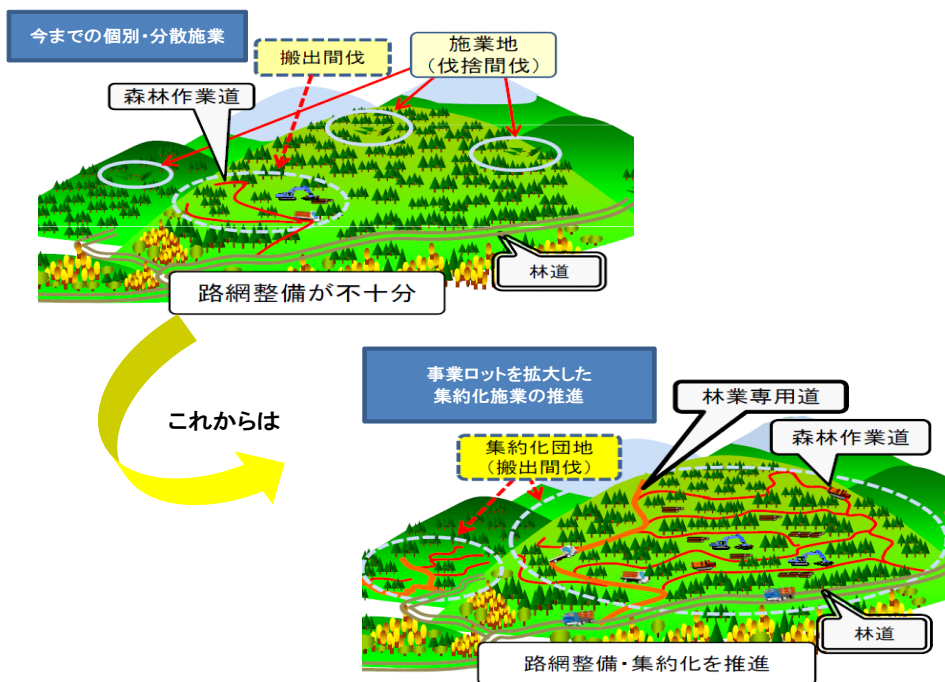 今までの個別・分散施業
搬出間伐
施業地
(伐捨間伐)
森林作業道
林道
路網整備が不十分
これからは
事業ロットを拡大した
集約化施業の推進
林業専用道
森林作業道
集約化団地
(搬出間伐)
林道
路網整備・集約化を推進